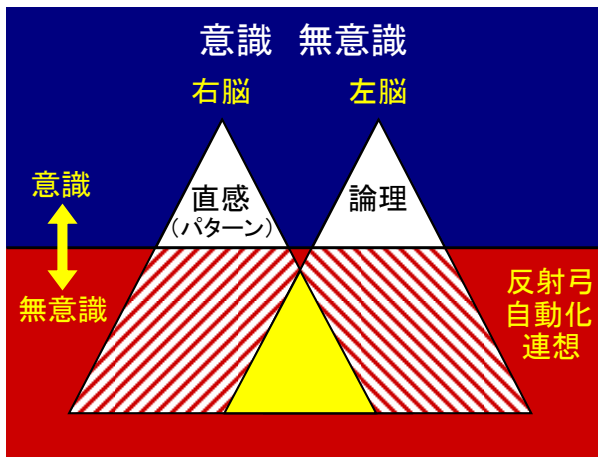 意識 無意識
右脳 左脳
意識
直感
(パターン)
論理
無意識
反射弓
自動化
連想